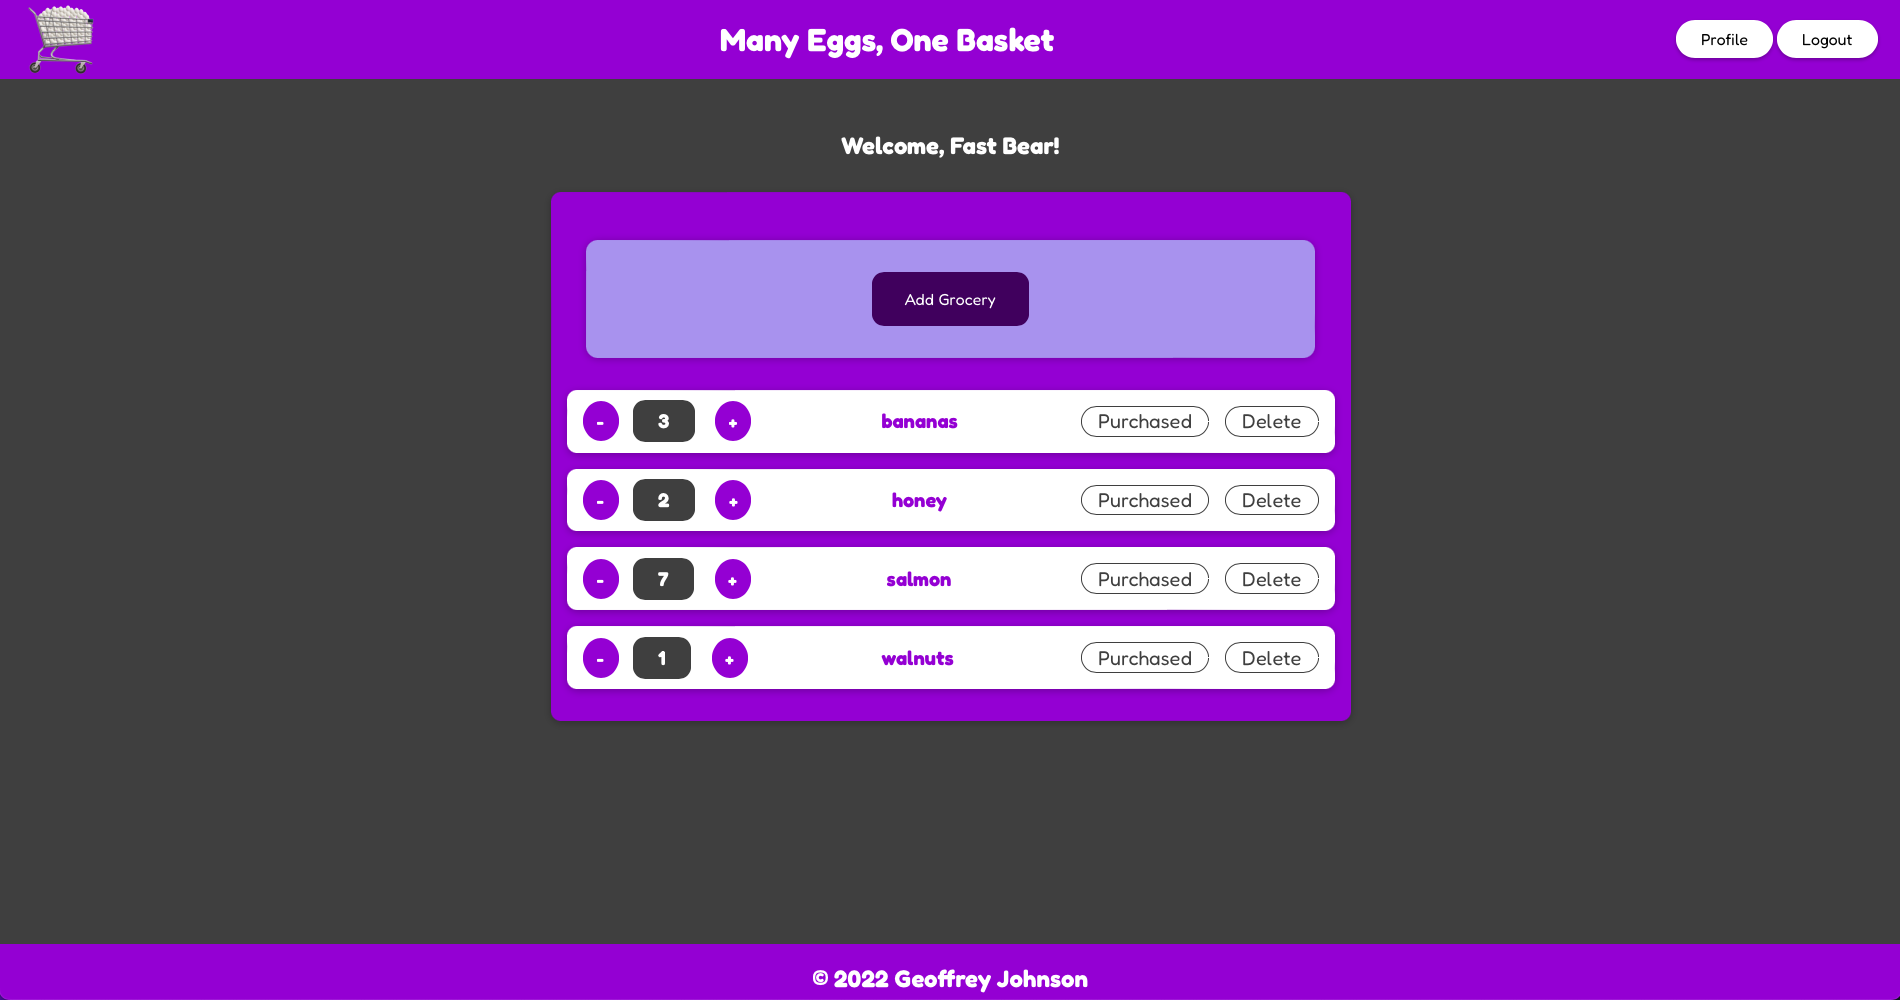 Many Eggs, One Basket
Profile Logout
Welcome, Fast Bear!
Add Grocery
- 3 + bananas Purchased Delete
- 2 + honey Purchased Delete
- 7 + salmon Purchased Delete
- 1 + walnuts Purchased Delete
© 2022 Geoffrey Johnson